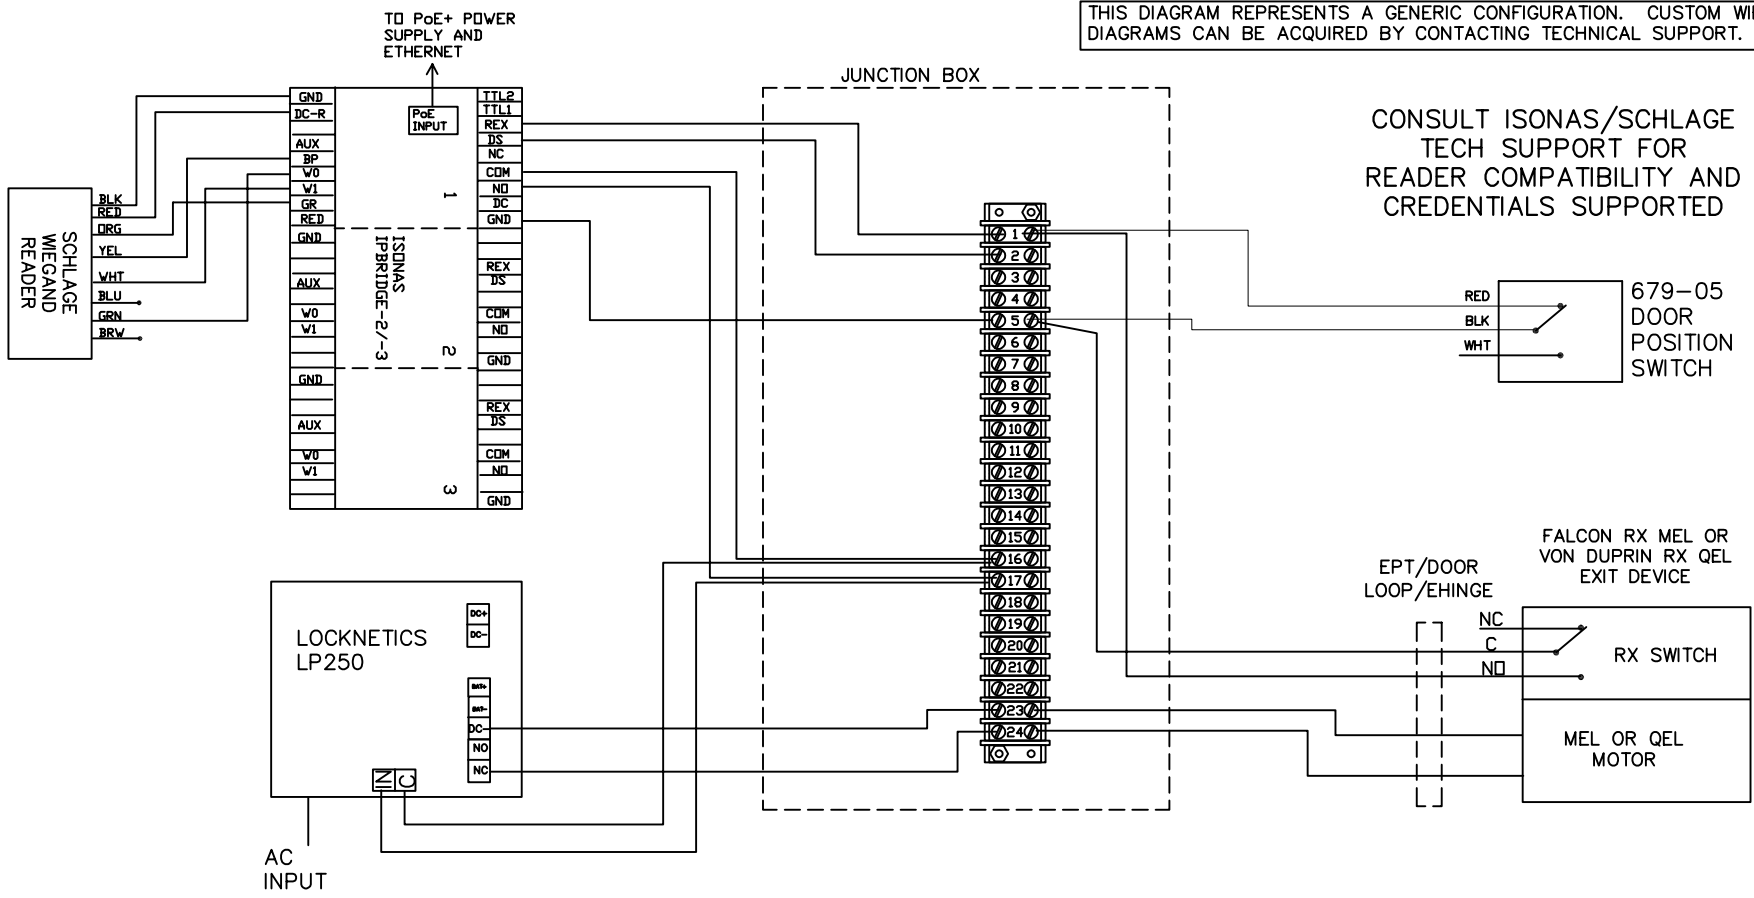 TO PoE+ POWER
SUPPLY AND
ETHERNET
THIS DIAGRAM REPRESENTS A GENERIC CONFIGURATION. CUSTOM
DIAGRAMS CAN BE ACQUIRED BY CONTACTING TECHNICAL SUPPORT.
JUNCTION BOX
CONSULT ISONAS/SCHLAGE
TECH SUPPORT FOR
READER COMPATIBILITY AND
CREDENTIALS SUPPORTED
SCHLAGE
WIEGAND
READER
BLK
RED
ORG
YEL
WHT
BLU
GRN
BRW
GND
DC-R
AUX
BP
W0
W1
GR
RED
GND
AUX
W0
W1
GND
AUX
W0
W1
PoE
INPUT
1
ISONAS
IPBRIDGE-2/-3
2
3
TTL2
TTL1
REX
DS
NC
COM
NO
DC
GND
REX
DS
COM
NO
GND
REX
DS
COM
NO
GND
1
2
3
4
5
6
7
8
9
10
11
12
13
14
15
16
17
18
19
20
21
22
23
24
RED
BLK
WHT
679-05
DOOR
POSITION
SWITCH
LOCKNETICS
LP250
DC+
DC-
BAT+
BAT-
DC-
NO
NC
IN
C
AC
INPUT
EPT/DOOR
LOOP/EHINGE
FALCON RX MEL OR
VON DUPRIN RX QEL
EXIT DEVICE
NC
C
NO
RX SWITCH
MEL OR QEL
MOTOR